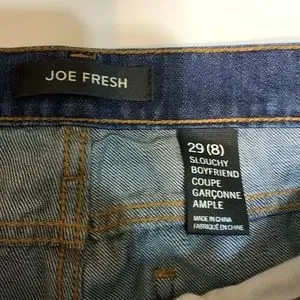 JOE FRESH
29 (8)
SLOUCHY
BOYFRIEND
COUPE
GARÇONNE
AMPLE
MADE IN CHINA
FABRIQUÉ EN CHINE